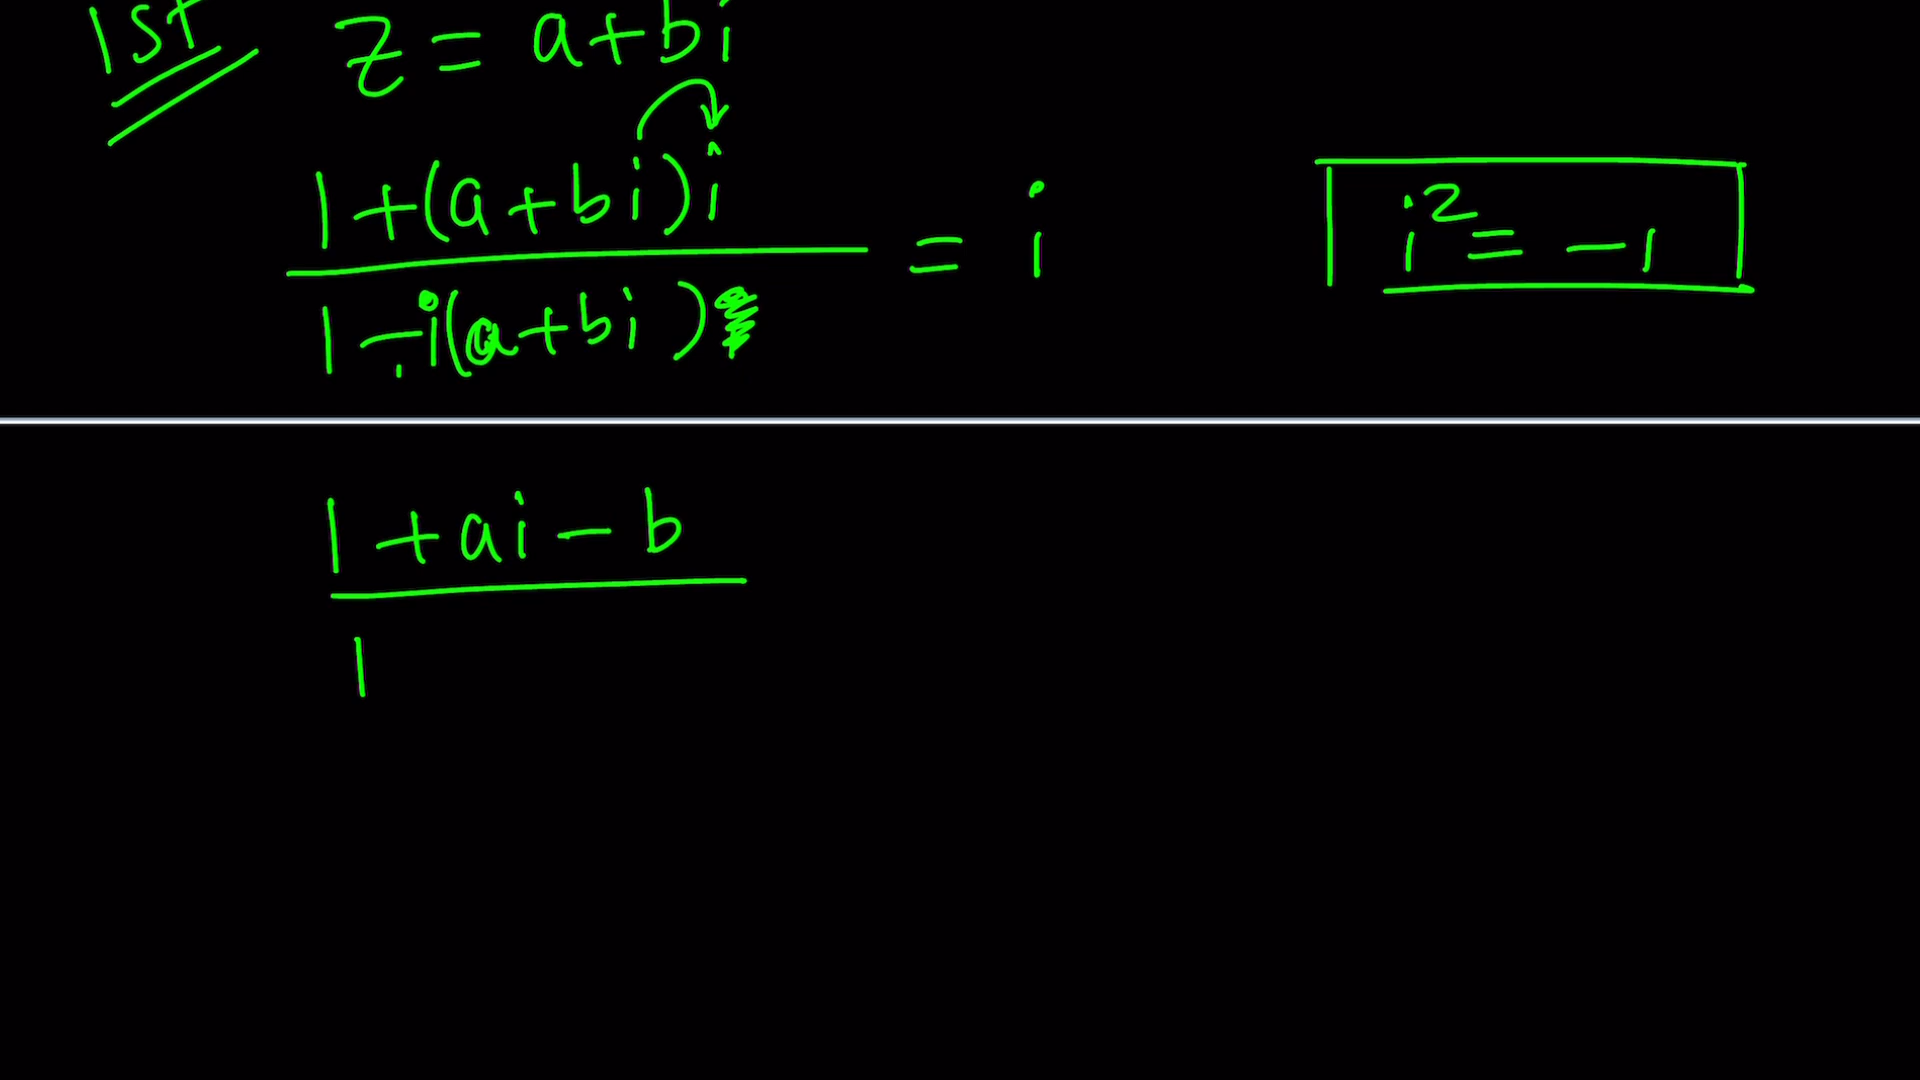 1st z = a+bi
1+(a+bi)i
= i
1-i(a+bi)
i² = -1
1+ai-b
1